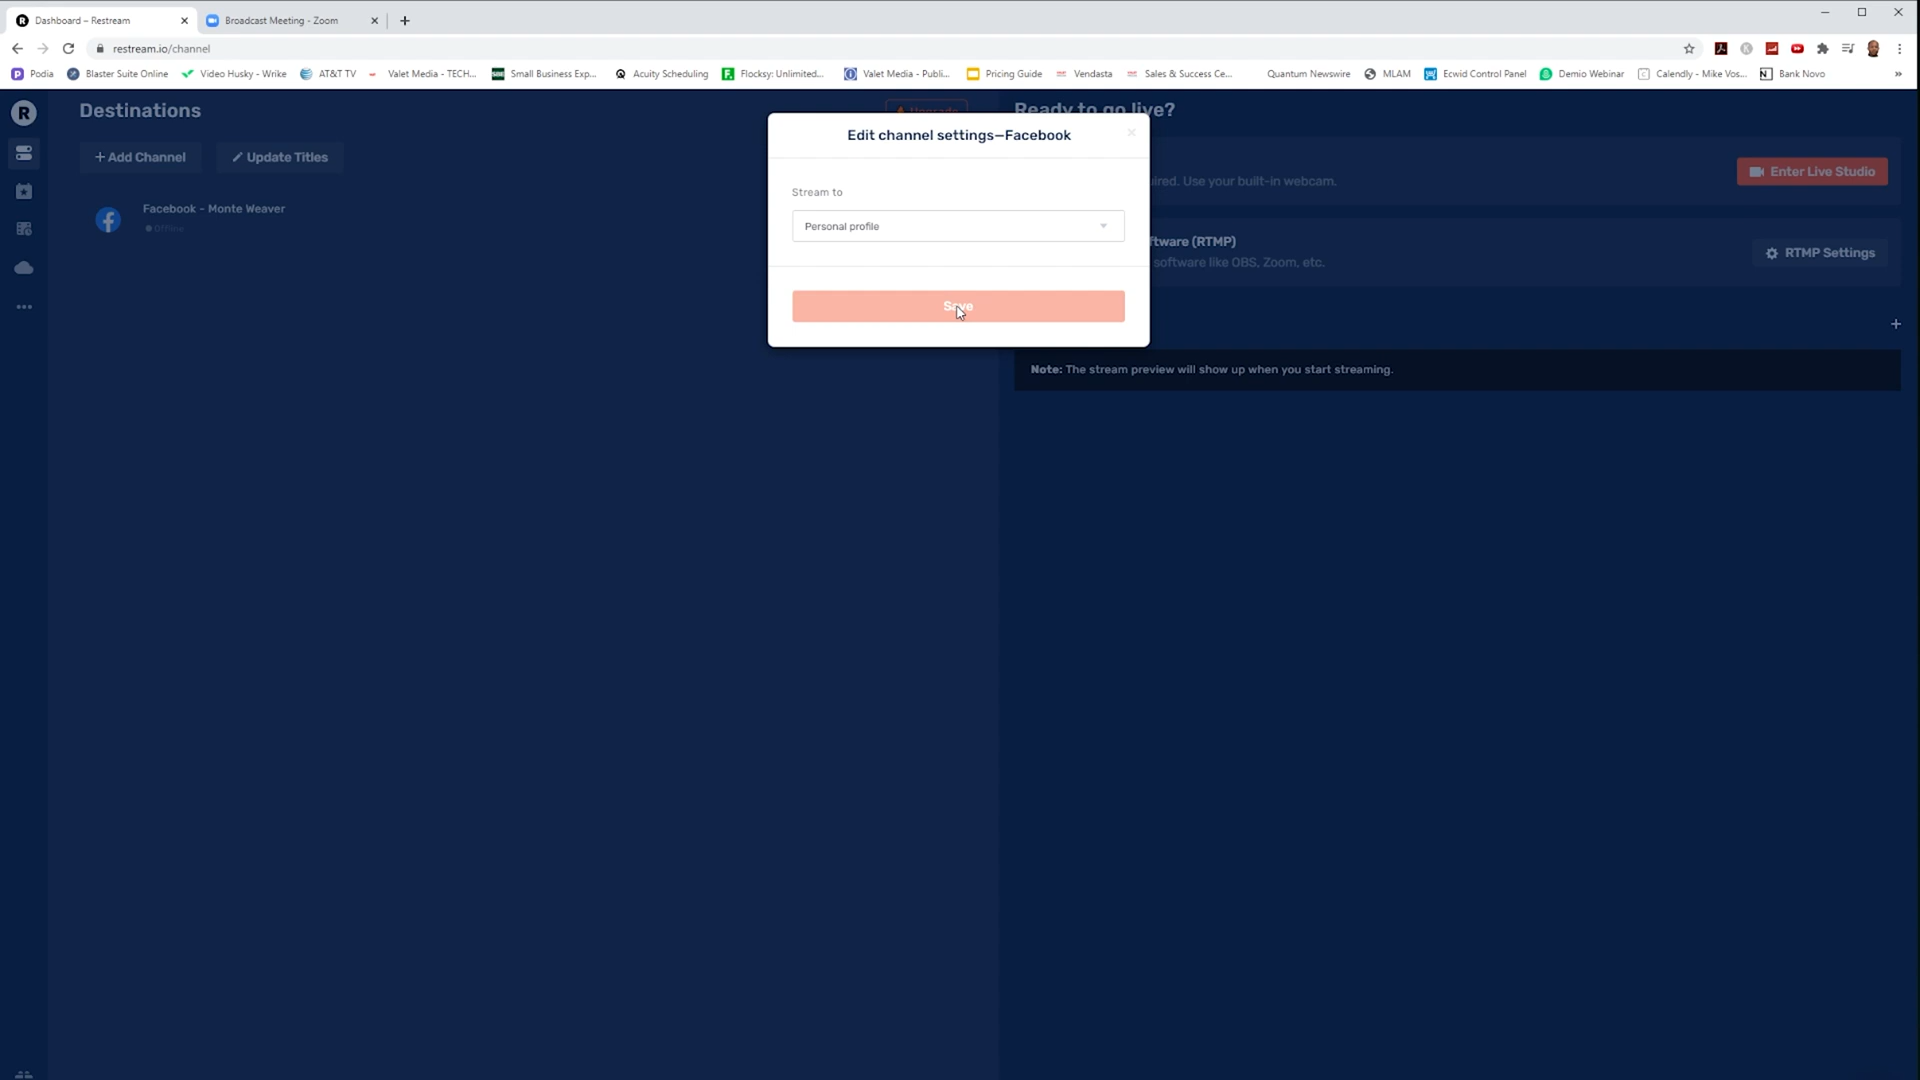 Dashboard – Restream
Broadcast Meeting - Zoom
restream.io/channel
Podia
Blaster Suite Online
Video Husky - Wrike
AT&T TV
Valet Media - TECH...
Small Business Exp...
Acuity Scheduling
Flocksy: Unlimited...
Valet Media - Publi...
Pricing Guide
Vendasta
Sales & Success Ce...
Quantum Newswire
MLAM
Ecwid Control Panel
Demio Webinar
Calendly - Mike Vos...
Bank Novo
»
R
Destinations
Upgrade
+ Add Channel
Update Titles
Facebook - Monte Weaver
Offline
Edit channel settings—Facebook
Stream to
Personal profile
Save
Ready to go live?
ired. Use your built-in webcam.
Enter Live Studio
ftware (RTMP)
software like OBS, Zoom, etc.
RTMP Settings
Note: The stream preview will show up when you start streaming.